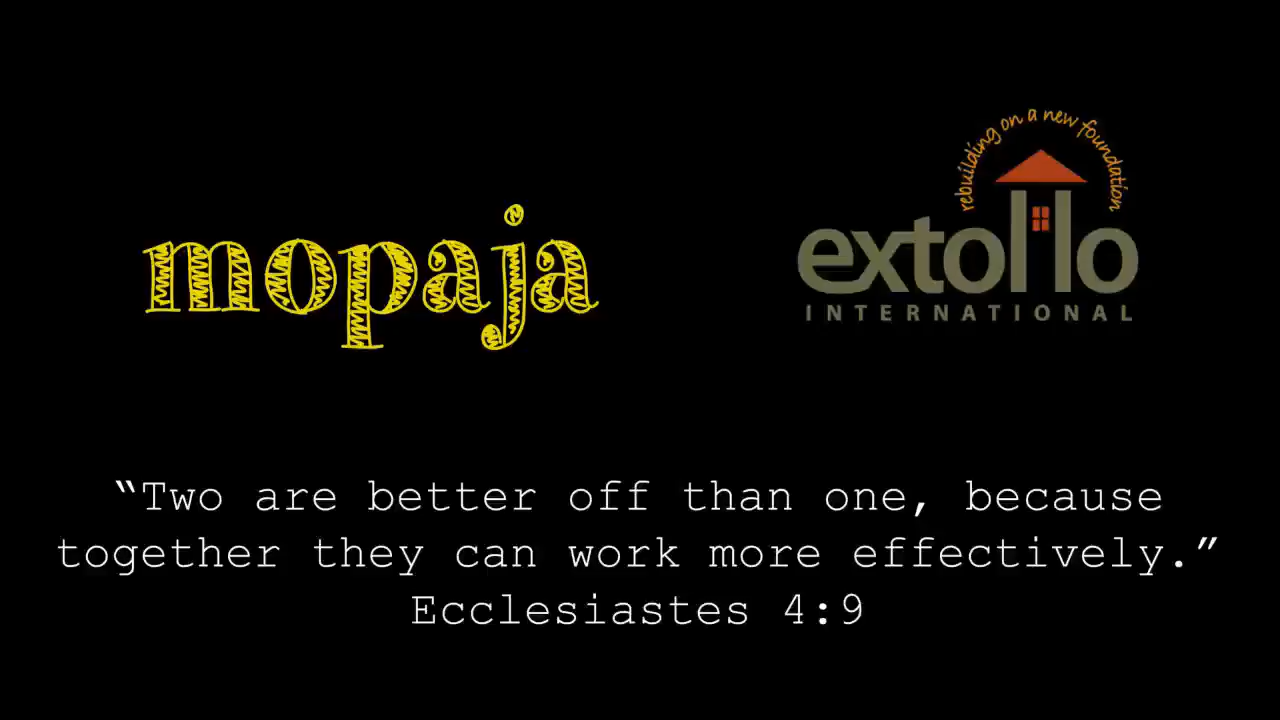 mopaja
rebuilding on a new foundation
extollo
INTERNATIONAL
“Two are better off than one, because
together they can work more effectively.”
Ecclesiastes 4:9